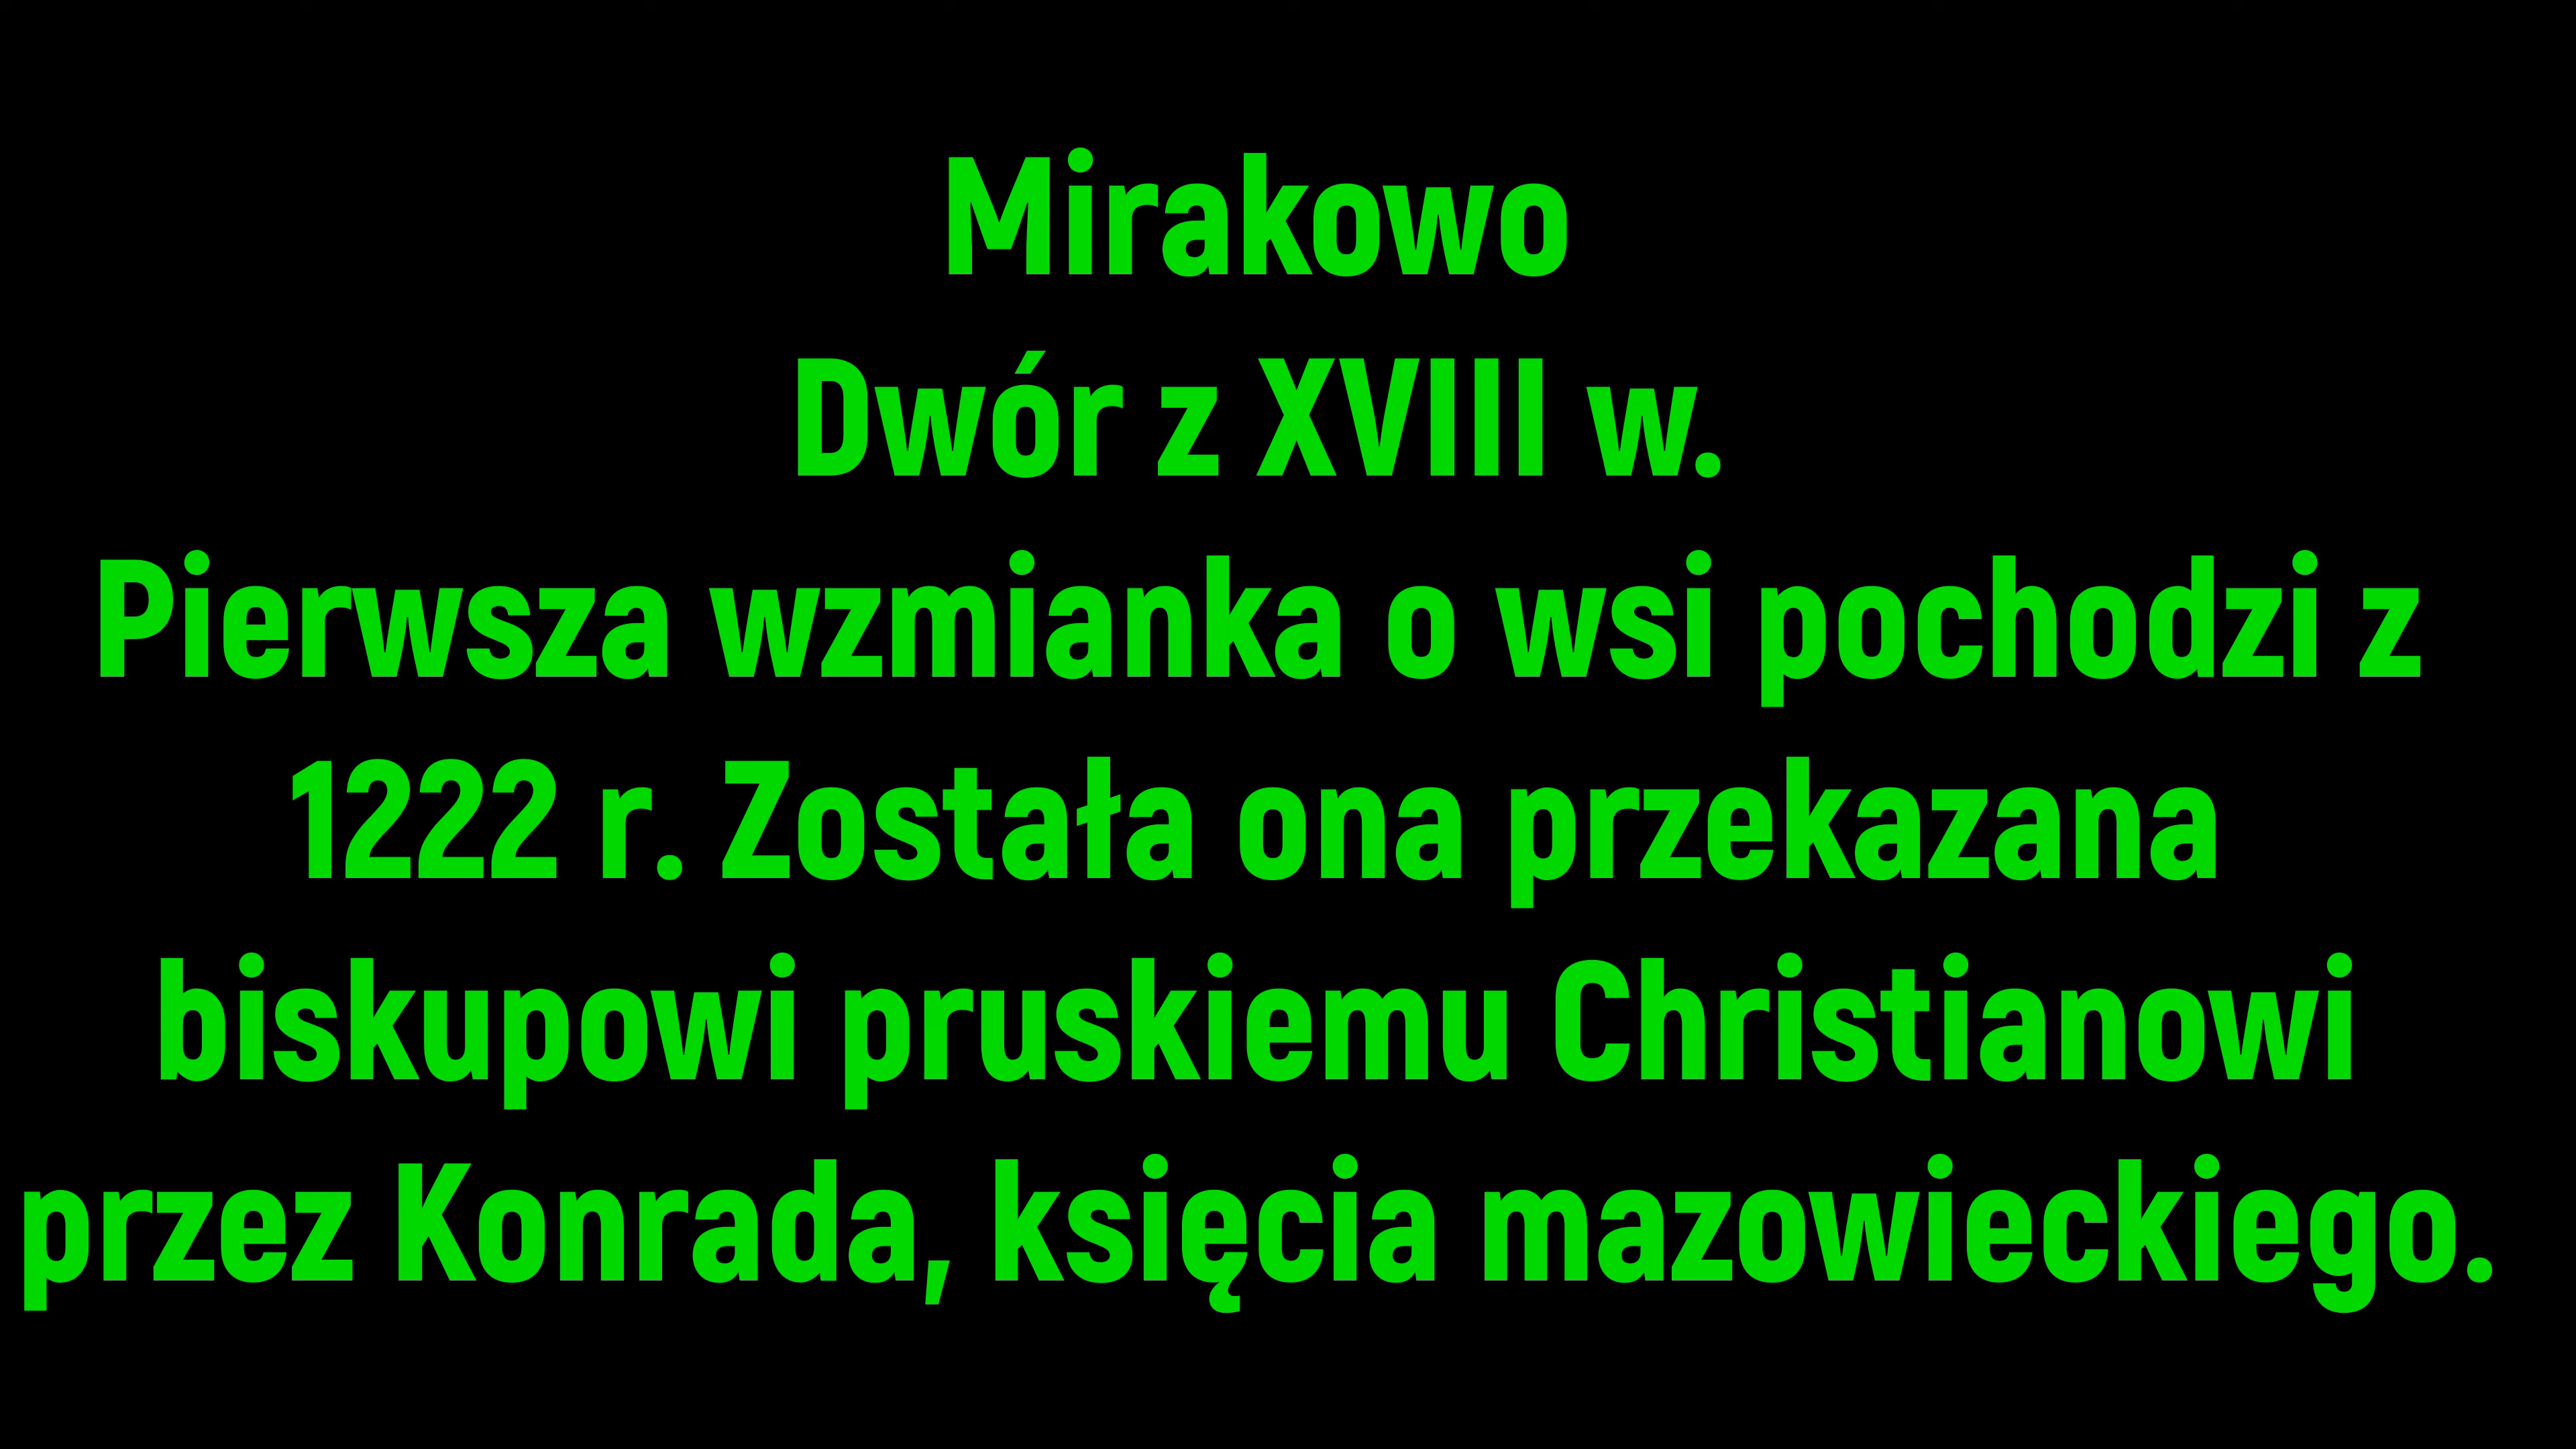 Mirakowo
Dwór z XVIII w.
Pierwsza wzmianka o wsi pochodzi z
1222 r. Została ona przekazana
biskupowi pruskiemu Christianowi
przez Konrada, księcia mazowieckiego.